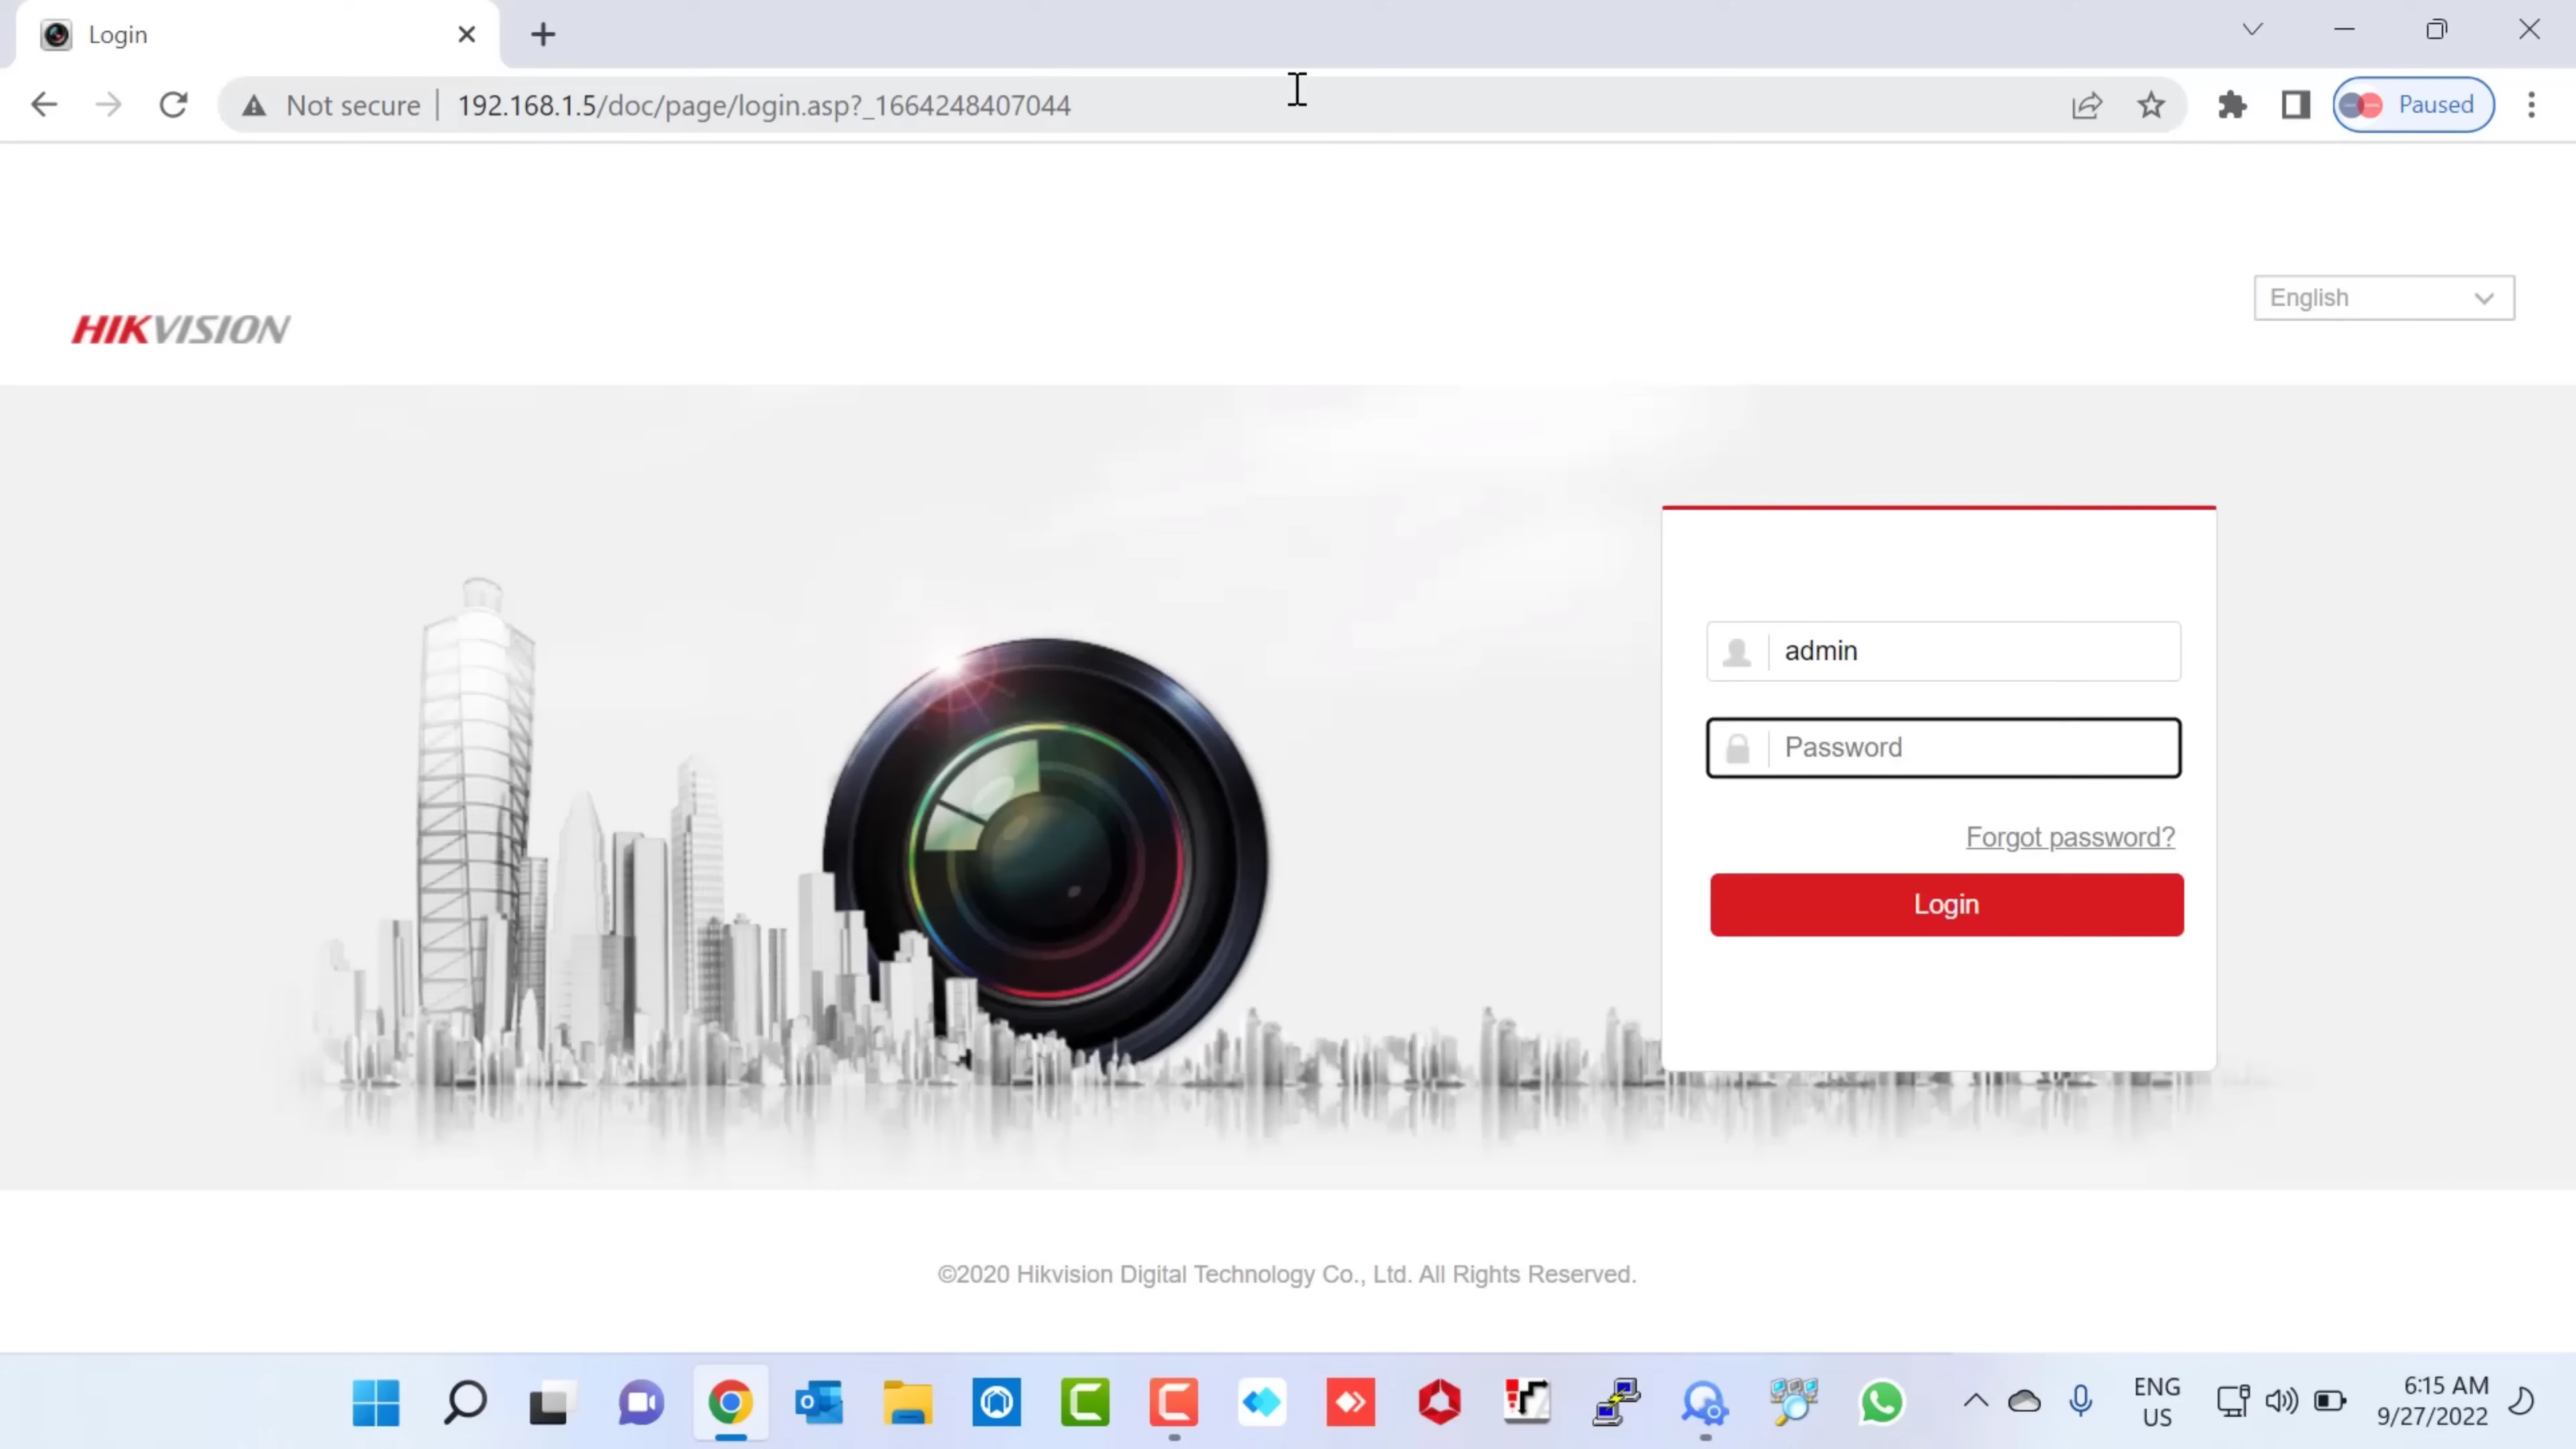 Login
Not secure
192.168.1.5/doc/page/login.asp?_1664248407044
Paused
English
HIKVISION
admin
Password
Forgot password?
Login
©2020 Hikvision Digital Technology Co., Ltd. All Rights Reserved.
ENG
US
6:15 AM
9/27/2022